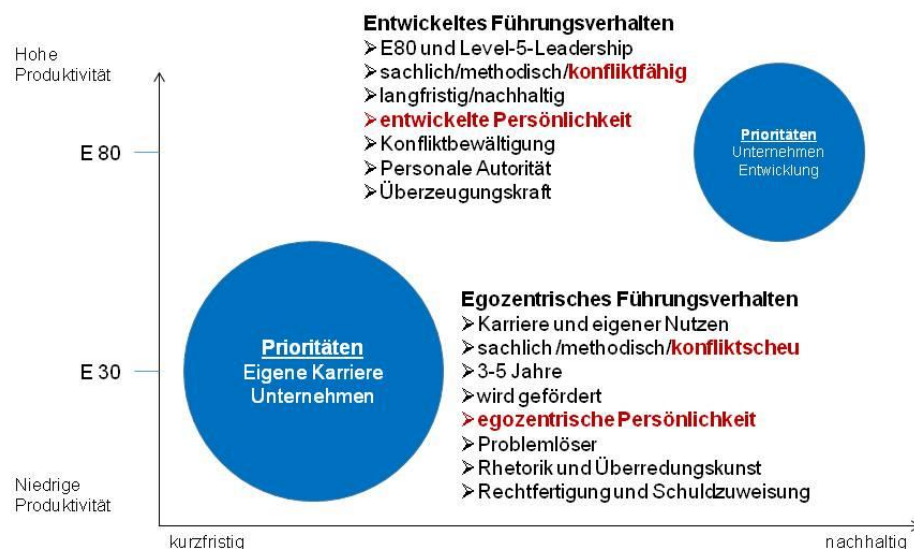 Entwickeltes Führungsverhalten
➢E80 und Level-5-Leadership
➢sachlich/methodisch/konfliktfähig
➢langfristig/nachhaltig
➢entwickelte Persönlichkeit
➢Konfliktbewältigung
➢Personale Autorität
➢Überzeugungskraft
Hohe
Produktivität
E 80
Prioritäten
Unternehmen
Entwicklung
Egozentrisches Führungsverhalten
➢Karriere und eigener Nutzen
➢sachlich /methodisch/konfliktscheu
➢3-5 Jahre
➢wird gefördert
➢egozentrische Persönlichkeit
➢Problemlöser
➢Rhetorik und Überredungskunst
➢Rechtfertigung und Schuldzuweisung
Prioritäten
Eigene Karriere
Unternehmen
E 30
Niedrige
Produktivität
kurzfristig
nachhaltig